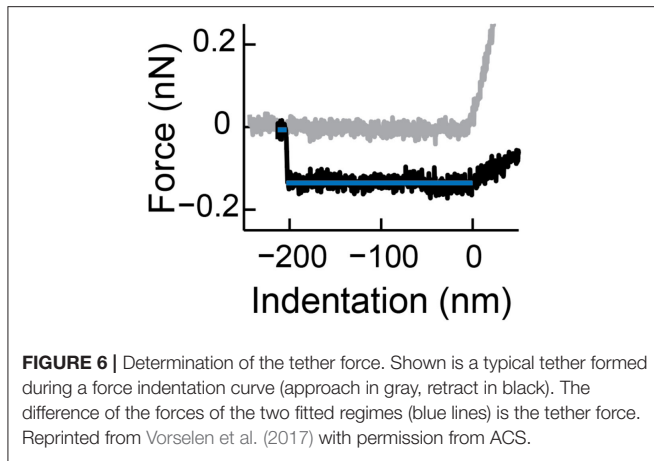 0.2
0
−0.2
Force (nN)
−200 −100 0
Indentation (nm)
FIGURE 6 | Determination of the tether force. Shown is a typical tether formed
during a force indentation curve (approach in gray, retract in black). The
difference of the forces of the two fitted regimes (blue lines) is the tether force.
Reprinted from Vorselen et al. (2017) with permission from ACS.